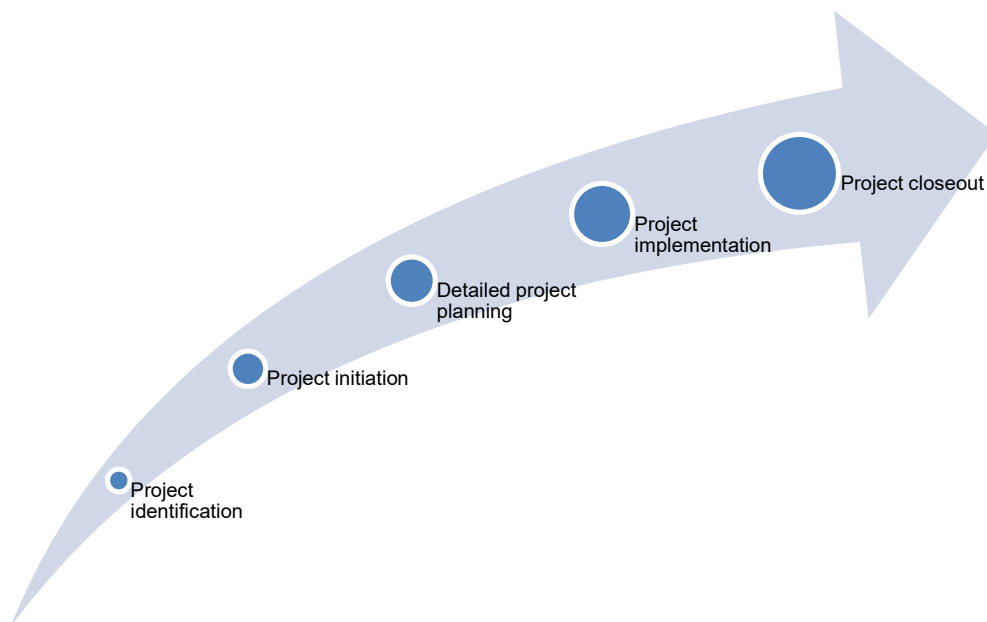 Project closeout
Project
implementation
Detailed project
planning
Project initiation
Project
identification